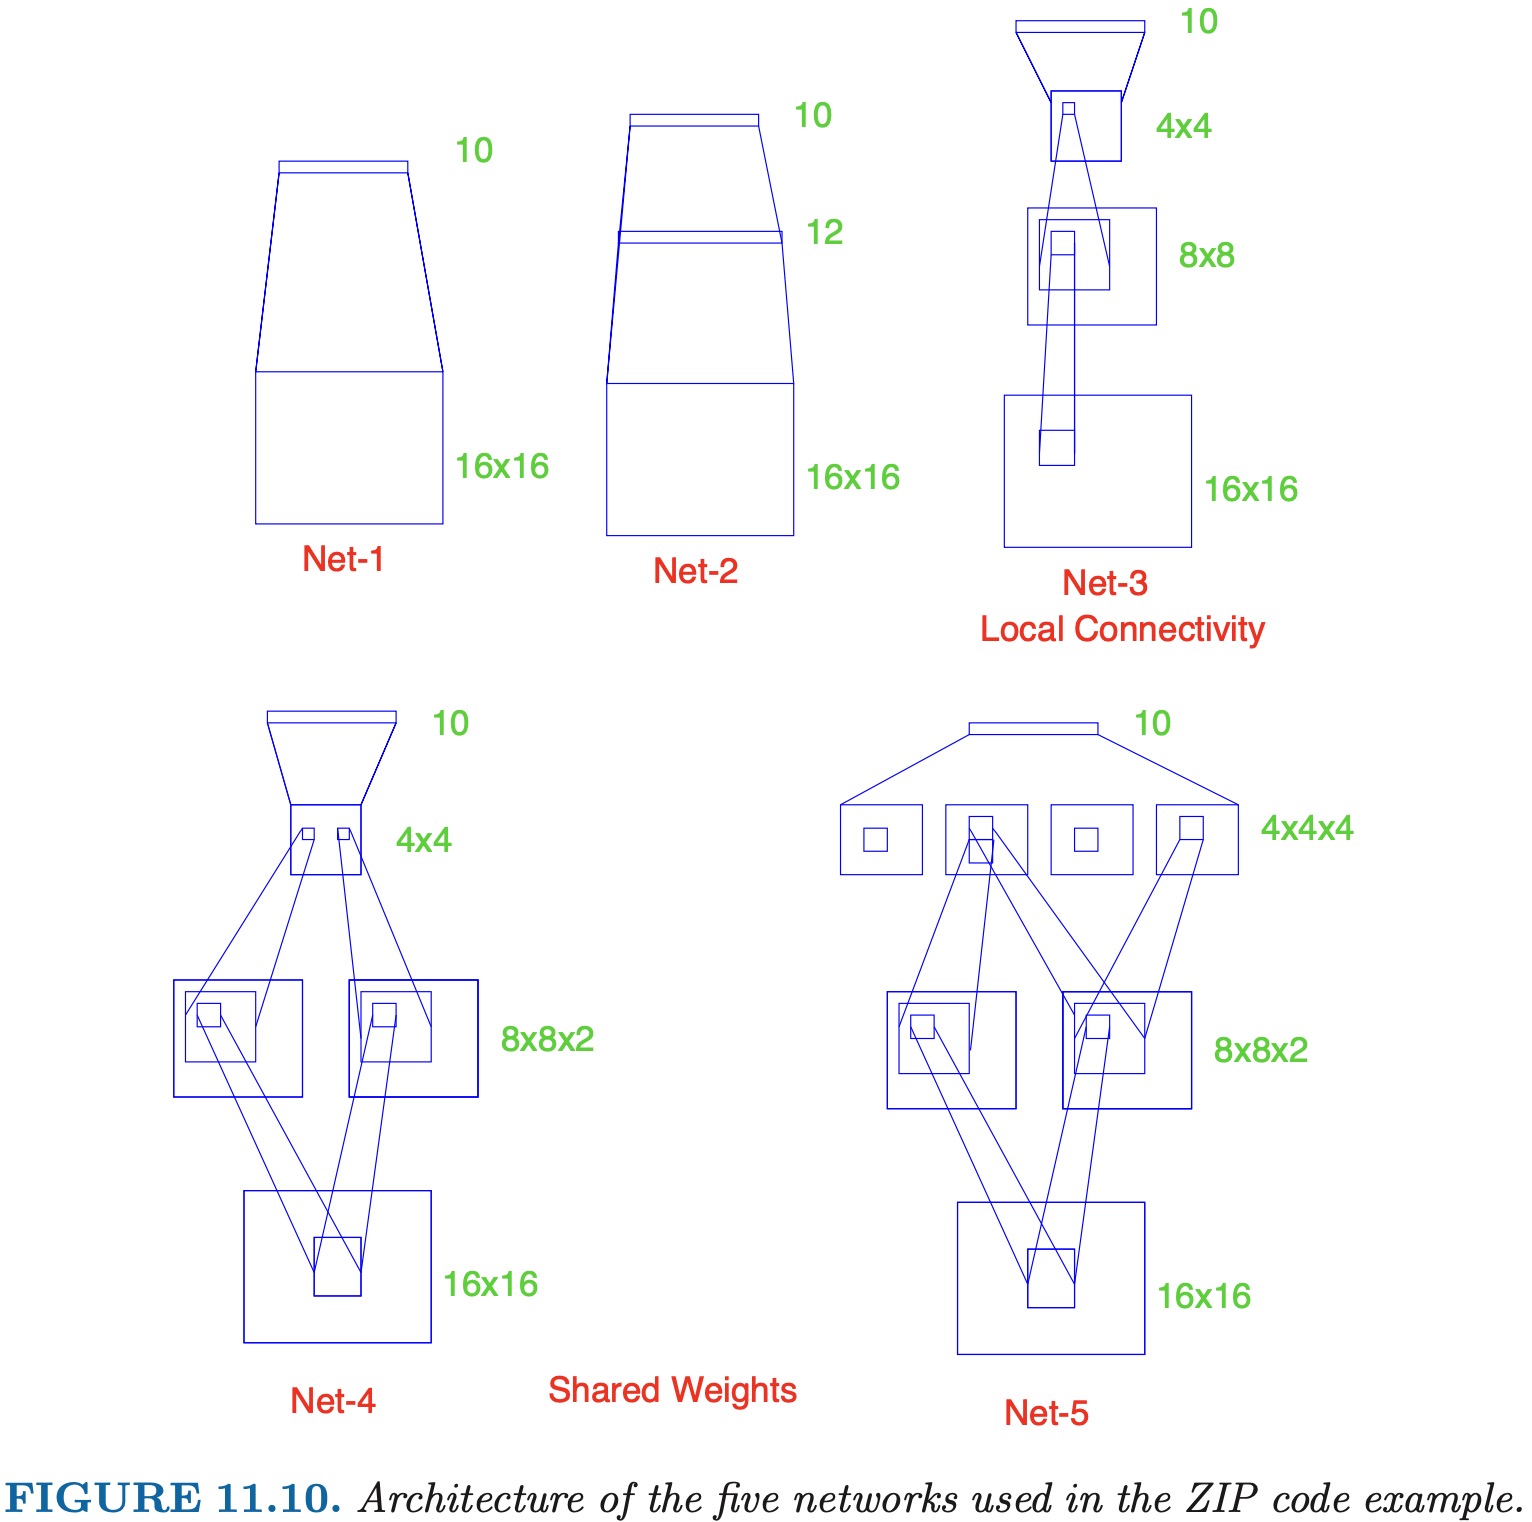 10
16x16
Net-1
10
12
16x16
Net-2
10
4x4
8x8
16x16
Net-3
Local Connectivity
10
4x4
8x8x2
16x16
Net-4
Shared Weights
10
4x4x4
8x8x2
16x16
Net-5
FIGURE 11.10. Architecture of the five networks used in the ZIP code example.